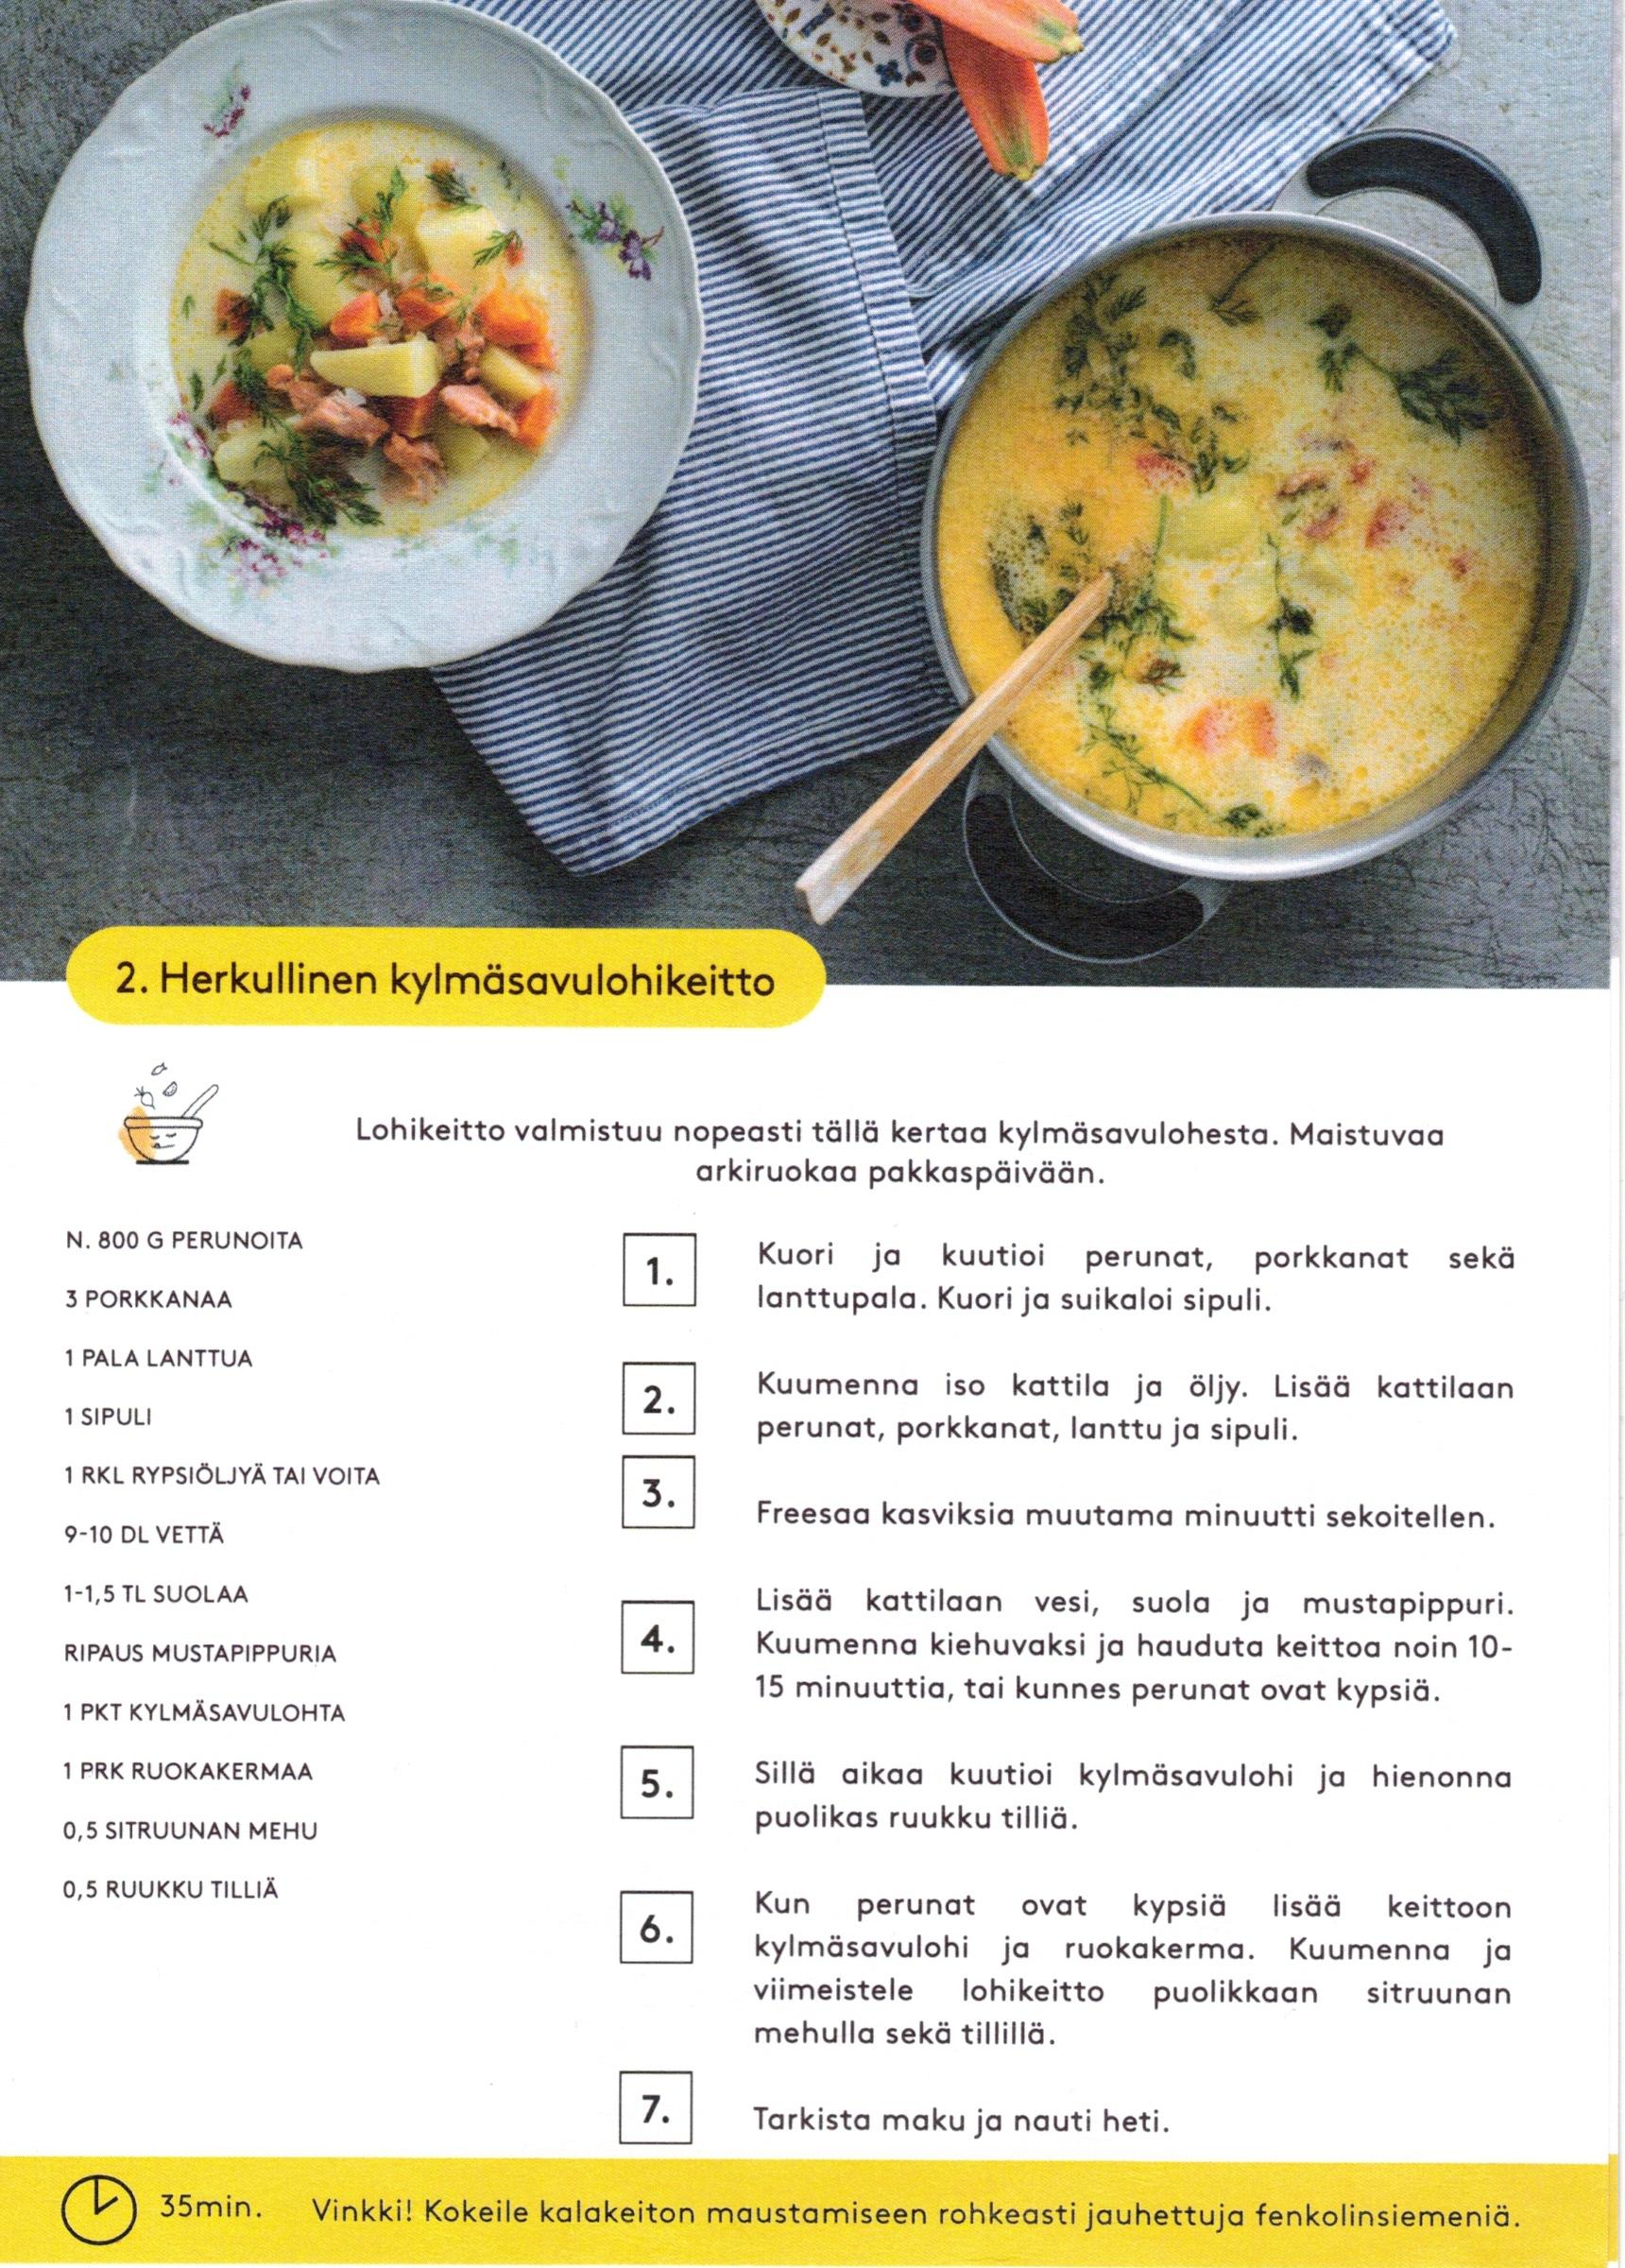 2. Herkullinen kylmäsavulohikeitto
Lohikeitto valmistuu nopeasti tällä kertaa kylmäsavulohesta. Maistuvaa
arkiruokaa pakkaspäivään.
N. 800 G PERUNOITA
3 PORKKANAA
1 PALA LANTTUA
1 SIPULI
1 RKL RYPSIÖLJYÄ TAI VOITA
9-10 DL VETTÄ
1-1,5 TL SUOLAA
RIPAUS MUSTAPIPPURIA
1 PKT KYLMÄSAVULOHTA
1 PRK RUOKAKERMAA
0,5 SITRUUNAN MEHU
0,5 RUUKKU TILLIÄ
1. Kuori ja kuutioi perunat, porkkanat sekä
lanttupala. Kuori ja suikaloi sipuli.
2. Kuumenna iso kattila ja öljy. Lisää kattilaan
perunat, porkkanat, lanttu ja sipuli.
3. Freesaa kasviksia muutama minuutti sekoitellen.
4. Lisää kattilaan vesi, suola ja mustapippuri.
Kuumenna kiehuvaksi ja hauduta keittoa noin 10-
15 minuuttia, tai kunnes perunat ovat kypsiä.
5. Sillä aikaa kuutioi kylmäsavulohi ja hienonna
puolikas ruukku tilliä.
6. Kun perunat ovat kypsiä lisää keittoon
kylmäsavulohi ja ruokakerma. Kuumenna ja
viimeistele lohikeitto puolikkaan sitruunan
mehulla sekä tillillä.
7. Tarkista maku ja nauti heti.
35min. Vinkki! Kokeile kalakeiton maustamiseen rohkeasti jauhettuja fenkolinsiemeniä.